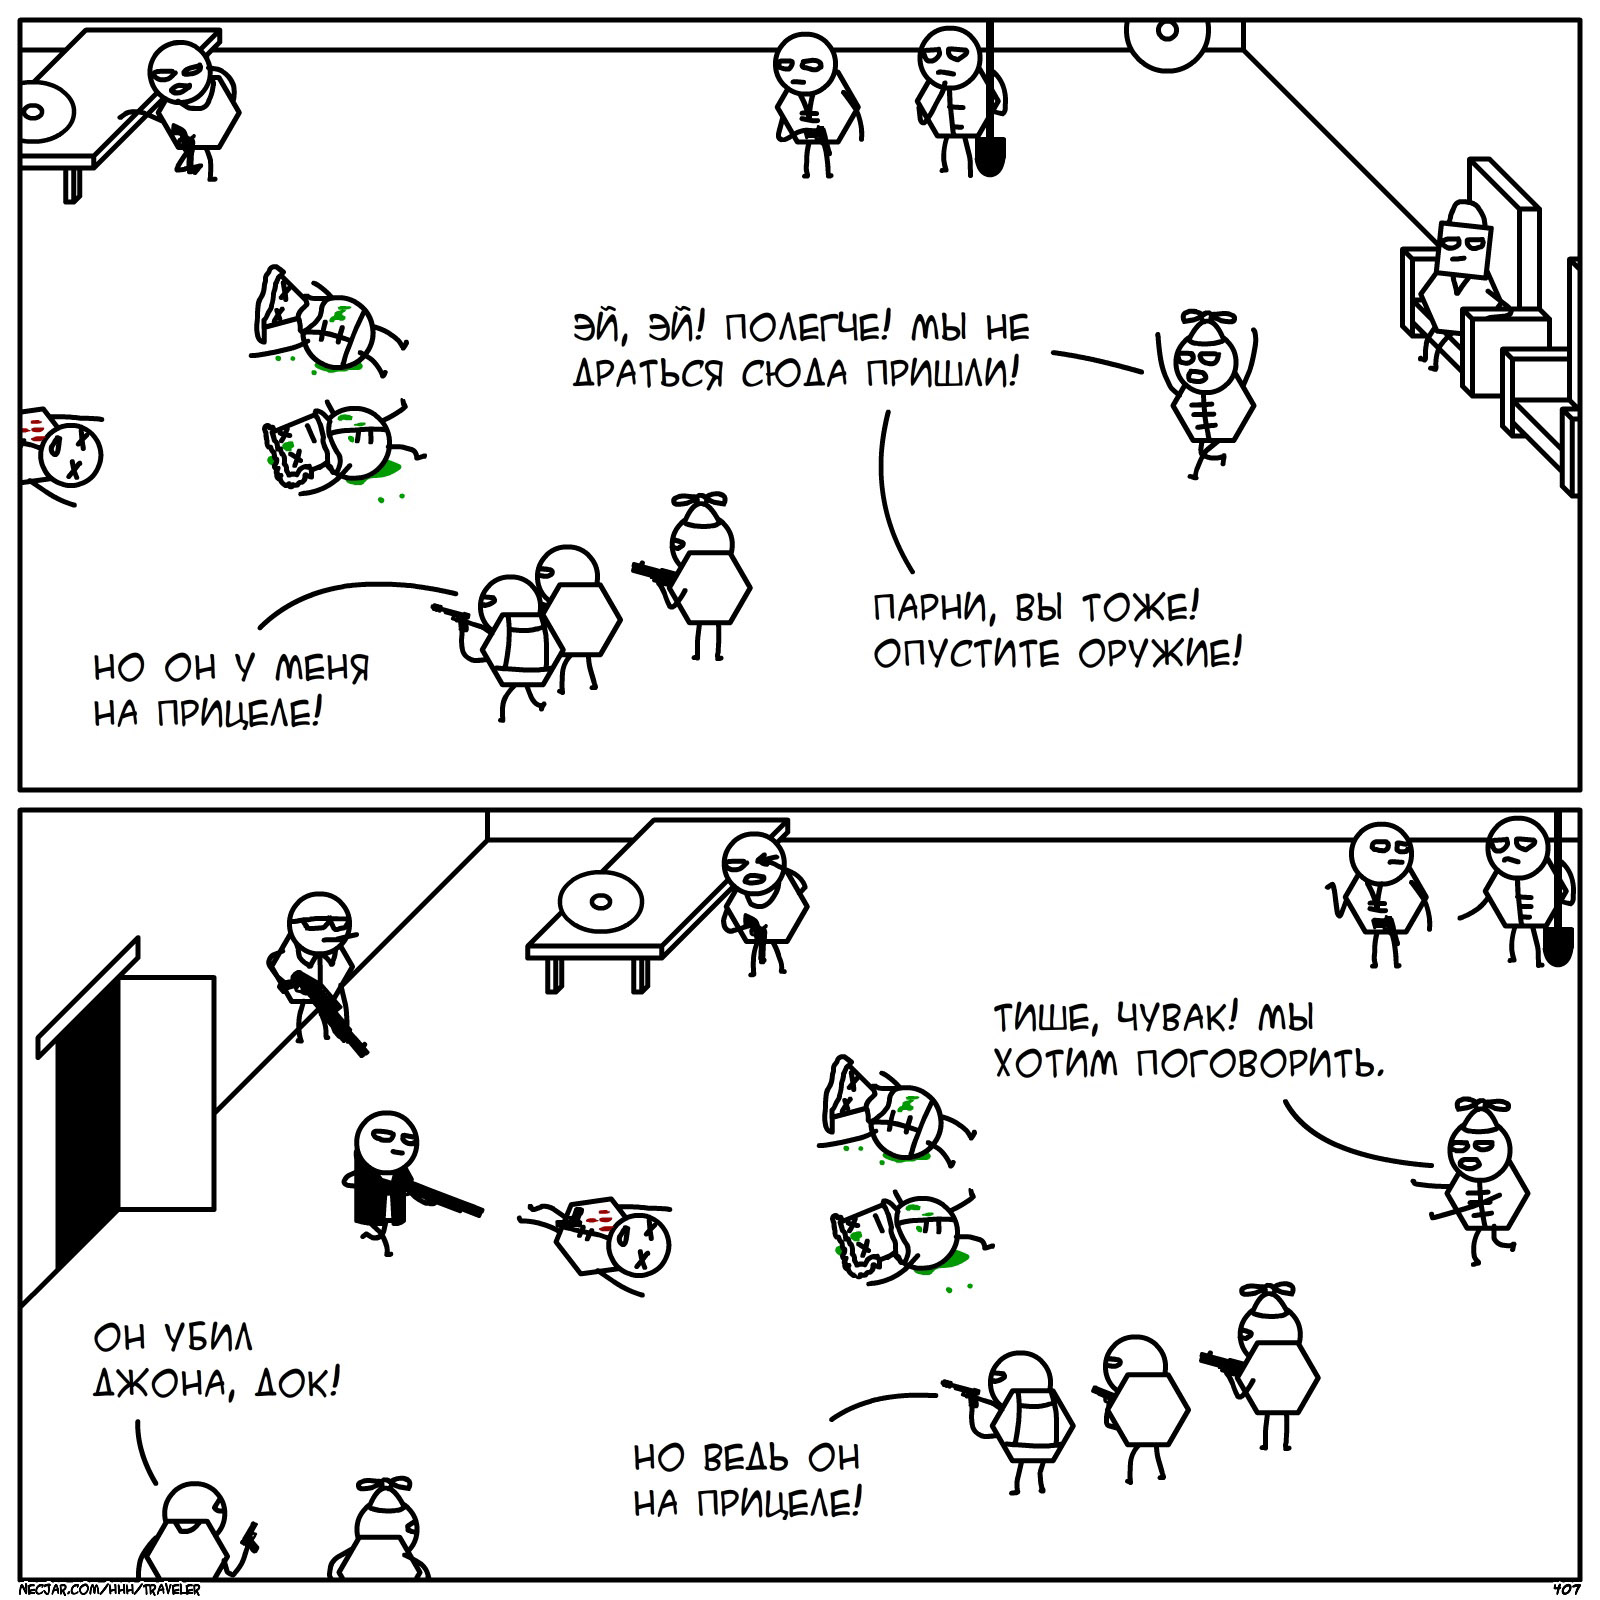 ЭЙ, ЭЙ! ПОЛЕГЧЕ! МЫ НЕ
ДРАТЬСЯ СЮДА ПРИШЛИ!
ПАРНИ, ВЫ ТОЖЕ!
ОПУСТИТЕ ОРУЖИЕ!
НО ОН У МЕНЯ
НА ПРИЦЕЛЕ!
ТИШЕ, ЧУВАК! МЫ
ХОТИМ ПОГОВОРИТЬ.
ОН УБИЛ
ДЖОНА, ДОК!
НО ВЕДЬ ОН
НА ПРИЦЕЛЕ!
NECJAR.COM/HHH/TRAVELER
407